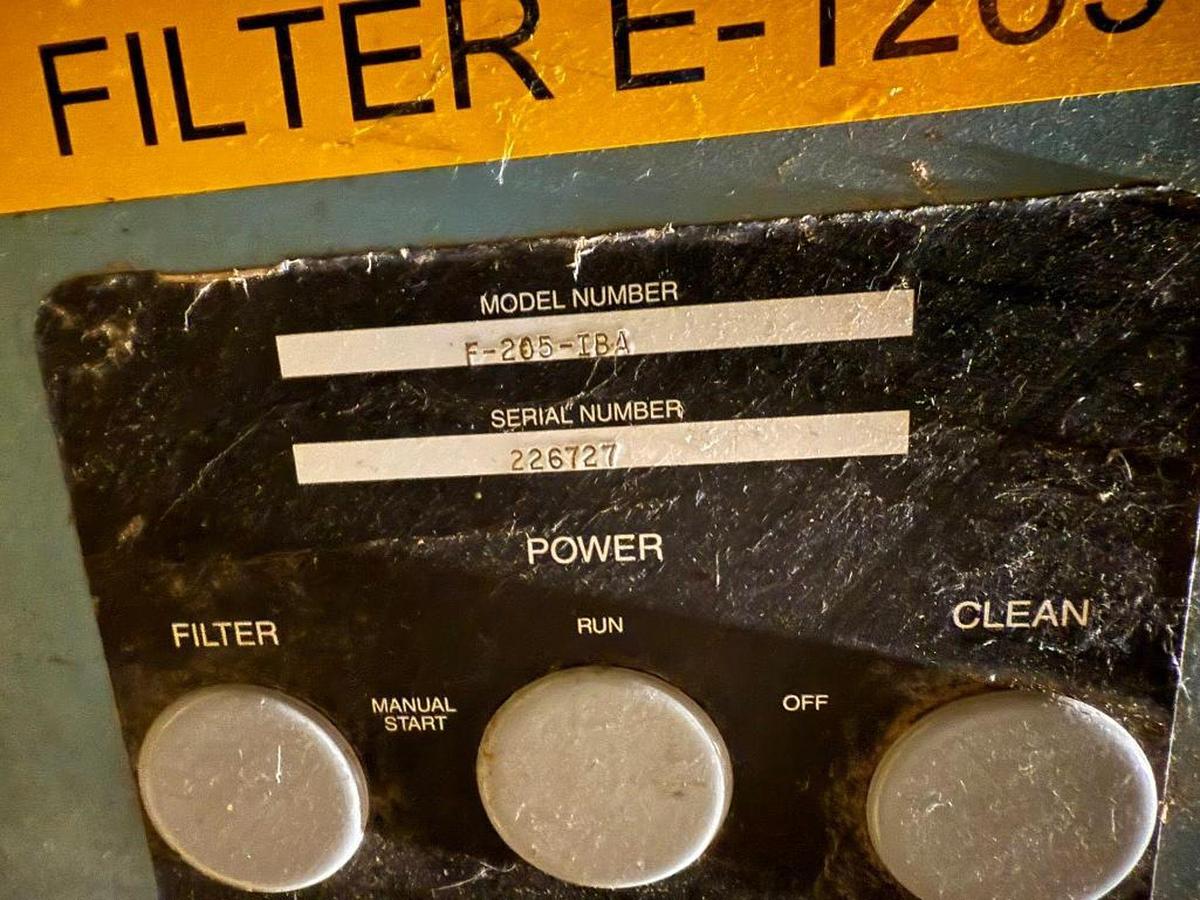 FILTER E-1205
MODEL NUMBER
F-205-IBA
SERIAL NUMBER
226727
POWER
FILTER
RUN
CLEAN
MANUAL
START
OFF